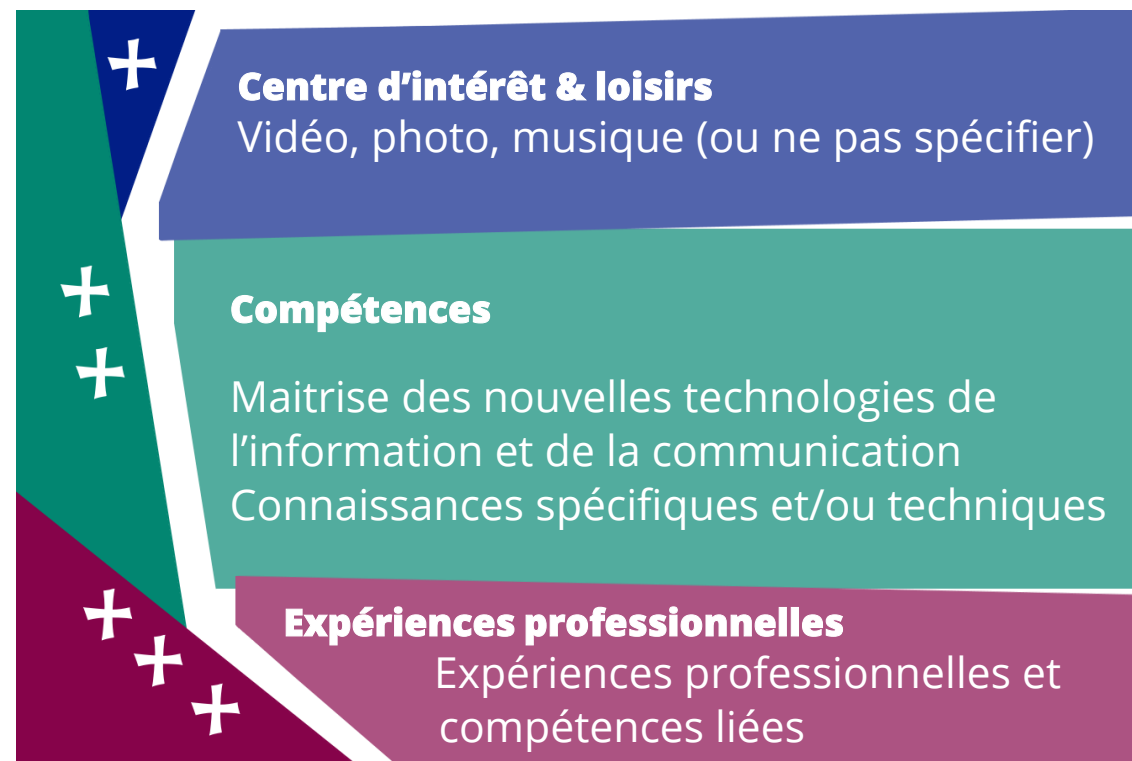 Centre d’intérêt & loisirs
Vidéo, photo, musique (ou ne pas spécifier)
Compétences
Maitrise des nouvelles technologies de
l’information et de la communication
Connaissances spécifiques et/ou techniques
Expériences professionnelles
Expériences professionnelles et
compétences liées